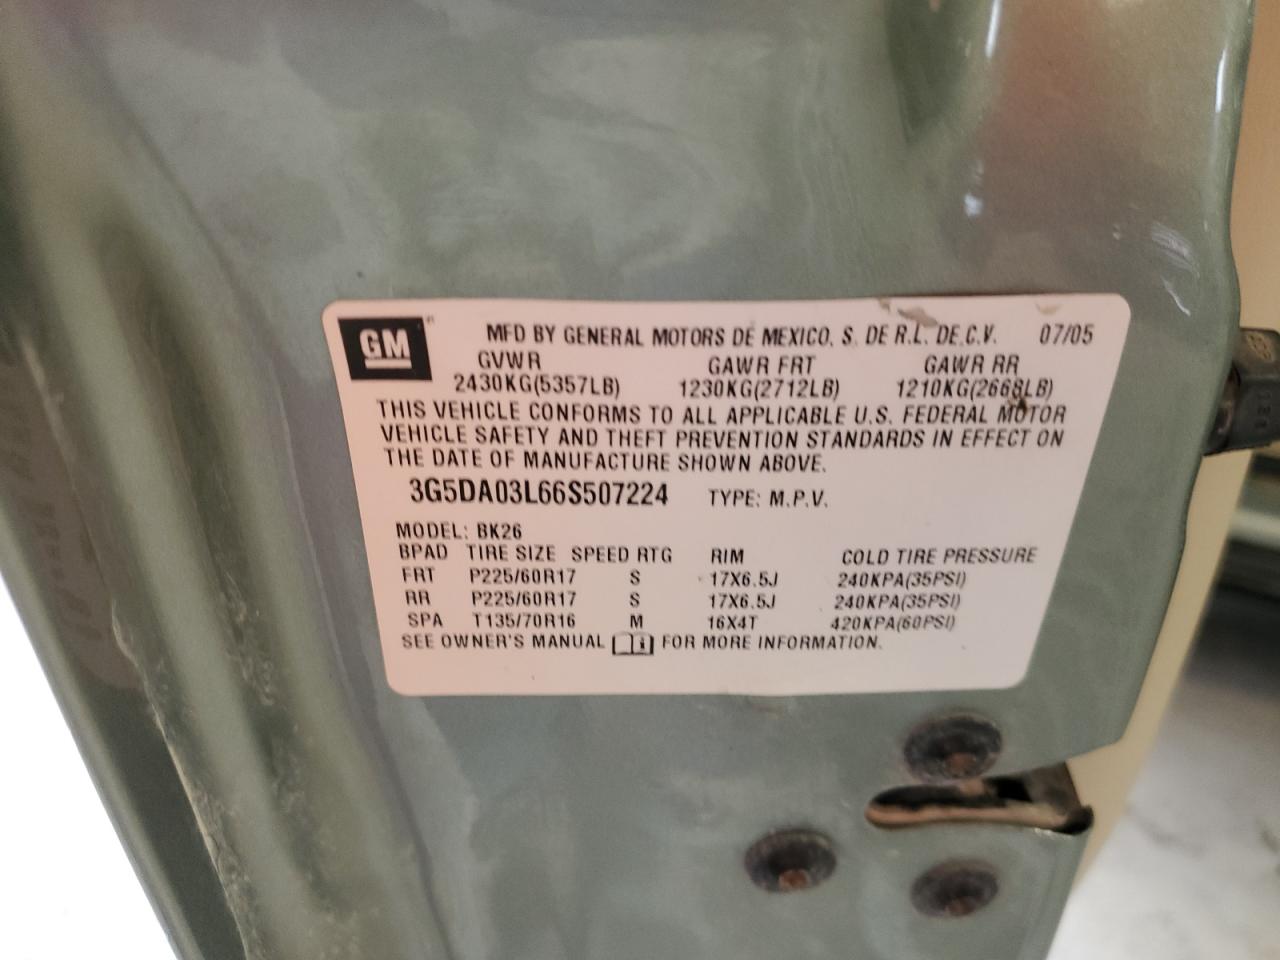 GM
MFD BY GENERAL MOTORS DE MEXICO, S. DE R.L. DE.C.V. 07/05
GVWR GAWR FRT GAWR RR
2430KG(5357LB) 1230KG(2712LB) 1210KG(2668LB)
THIS VEHICLE CONFORMS TO ALL APPLICABLE U.S. FEDERAL MOTOR
VEHICLE SAFETY AND THEFT PREVENTION STANDARDS IN EFFECT ON
THE DATE OF MANUFACTURE SHOWN ABOVE.
3G5DA03L66S507224 TYPE: M.P.V.
MODEL: BK26
BPAD TIRE SIZE SPEED RTG RIM COLD TIRE PRESSURE
FRT P225/60R17 S 17X6.5J 240KPA(35PSI)
RR P225/60R17 S 17X6.5J 240KPA(35PSI)
SPA T135/70R16 M 16X4T 420KPA(60PSI)
SEE OWNER'S MANUAL i FOR MORE INFORMATION.